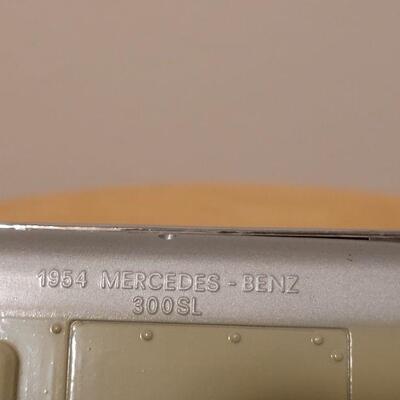 1954 MERCEDES - BENZ
300SL